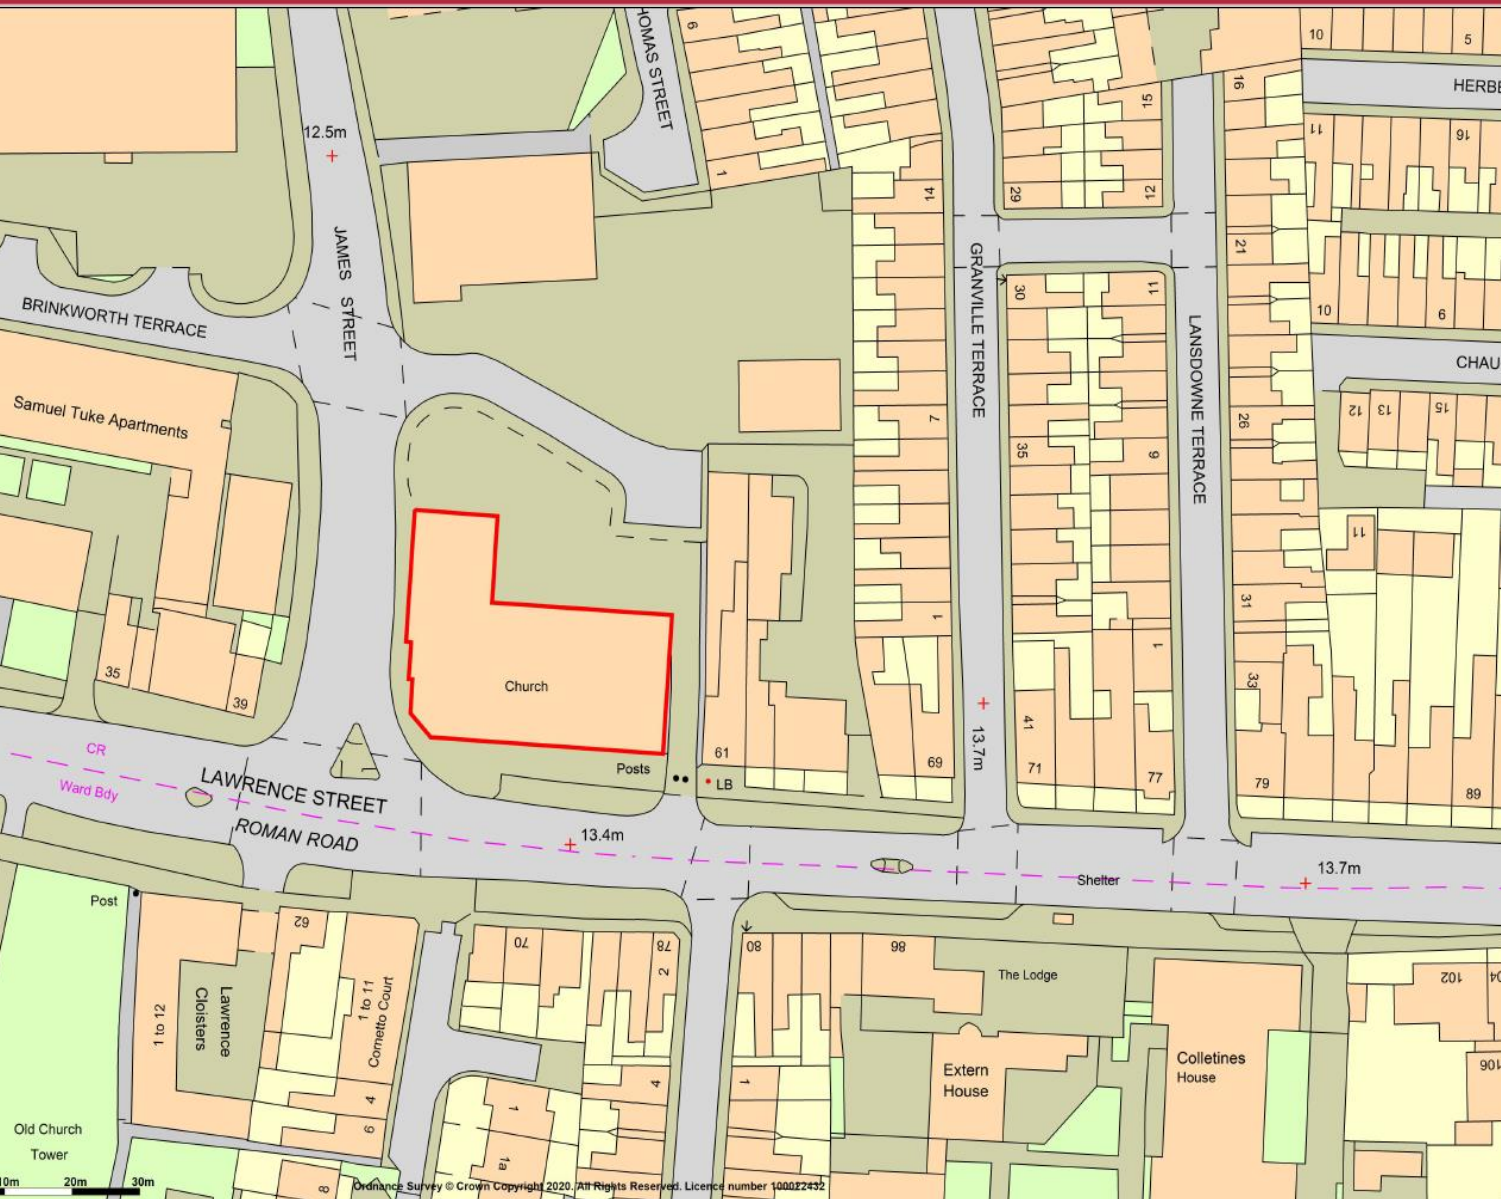 HOMAS STREET
6
1
10
5
HERBE
15
16
11
16
12.5m
29
12
14
21
JAMES STREET
GRANVILLE TERRACE
30
11
10
6
BRINKWORTH TERRACE
LANSDOWNE TERRACE
CHAU
Samuel Tuke Apartments
7
35
9
26
12
13
15
11
1
31
1
33
35
39
Church
61
69
41
71
77
79
89
13.7m
CR
Ward Bdy
LAWRENCE STREET
ROMAN ROAD
Posts
LB
13.4m
Shelter
13.7m
Post
62
70
78
2
80
86
The Lodge
102
104
1 to 12
Lawrence
Cloisters
1 to 11
Cornetto Court
4
6
8
1
1a
4
1
Extern
House
Colletines
House
106
Old Church
Tower
10m
20m
30m
Ordnance Survey © Crown Copyright 2020. All Rights Reserved. Licence number 100022432